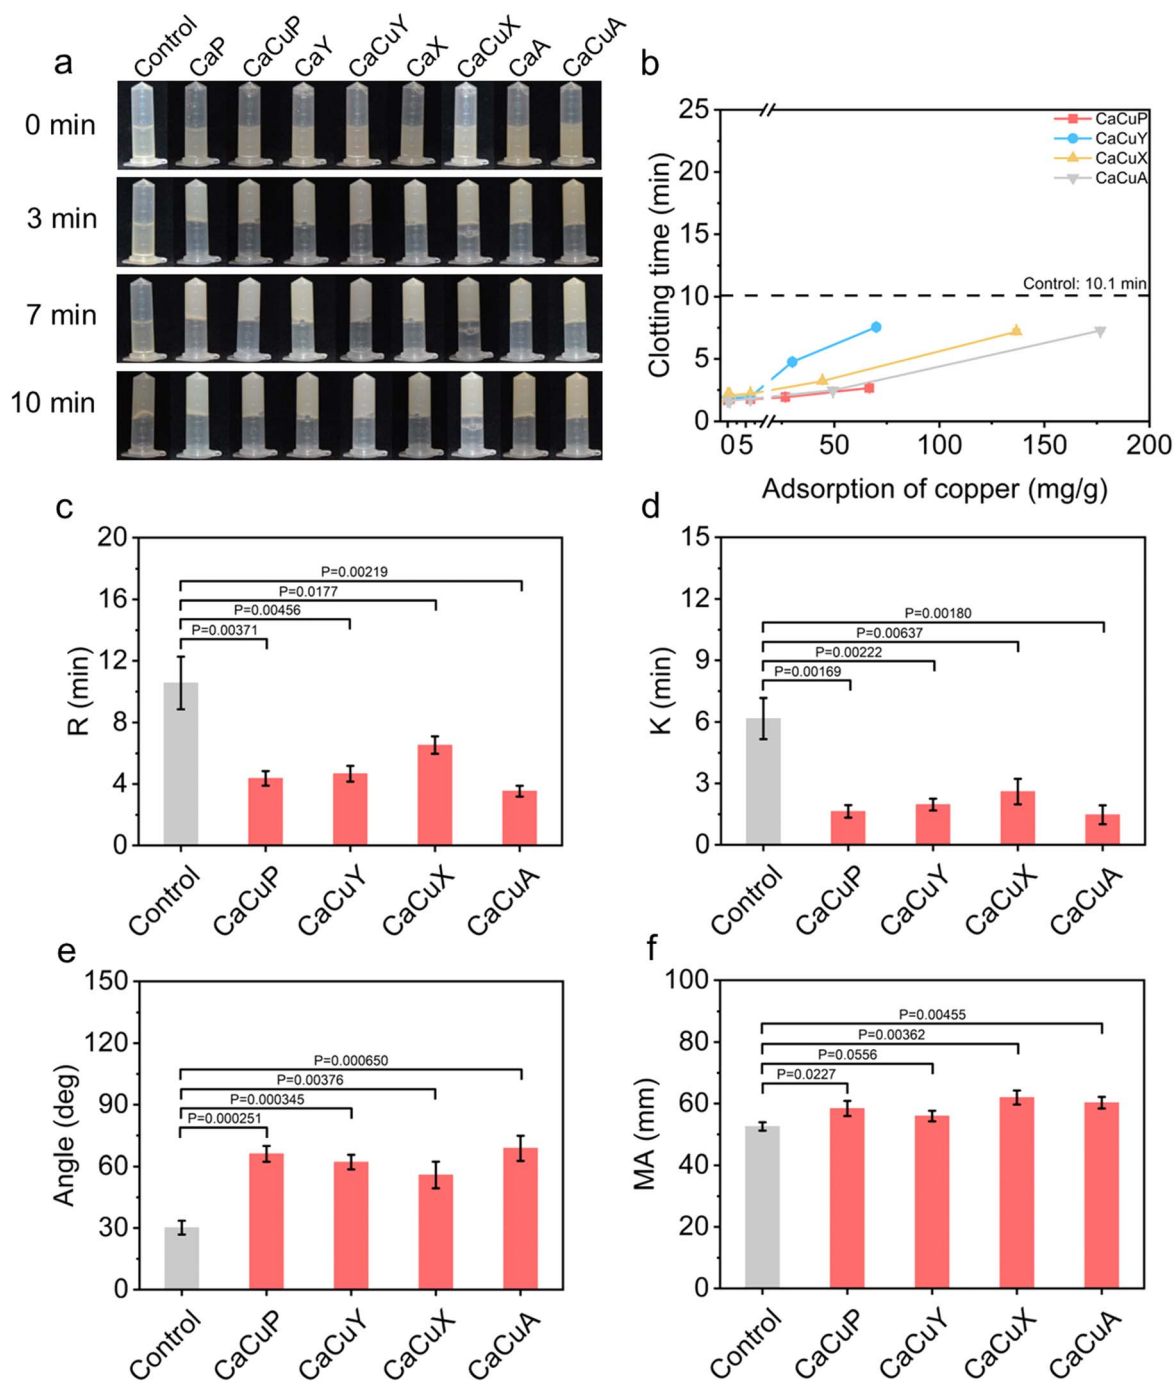 a
Control
CaP
CaCuP
CaY
CaCuY
CaX
CaCuX
CaA
CaCuA
0 min
3 min
7 min
10 min
b
Clotting time (min)
25
20
15
10
5
0
CaCuP
CaCuY
CaCuX
CaCuA
Control: 10.1 min
0 5 50 100 150 200
Adsorption of copper (mg/g)
c
R (min)
20
16
12
8
4
0
P=0.00219
P=0.0177
P=0.00456
P=0.00371
Control CaCuP CaCuY CaCuX CaCuA
d
K (min)
15
12
9
6
3
0
P=0.00180
P=0.00637
P=0.00222
P=0.00169
Control CaCuP CaCuY CaCuX CaCuA
e
Angle (deg)
150
120
90
60
30
0
P=0.000650
P=0.00376
P=0.000345
P=0.000251
Control CaCuP CaCuY CaCuX CaCuA
f
MA (mm)
100
80
60
40
20
0
P=0.00455
P=0.00362
P=0.0556
P=0.0227
Control CaCuP CaCuY CaCuX CaCuA